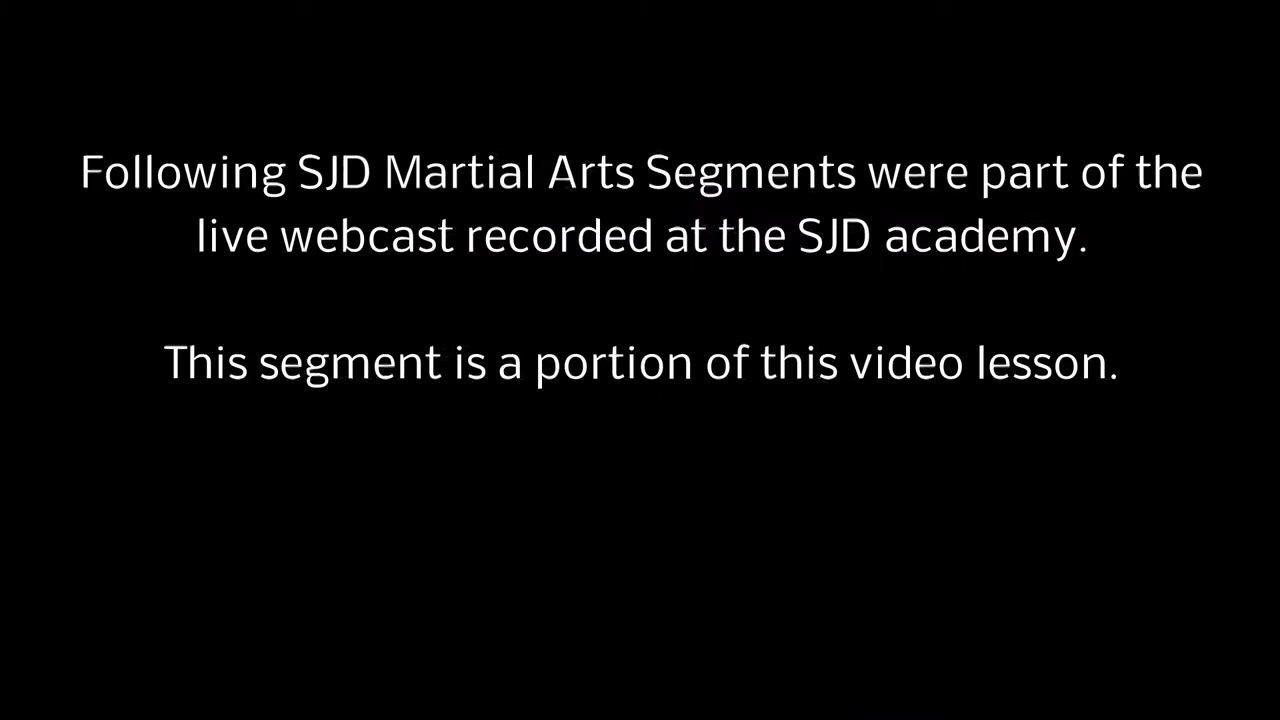 Following SJD Martial Arts Segments were part of the
live webcast recorded at the SJD academy.
This segment is a portion of this video lesson.